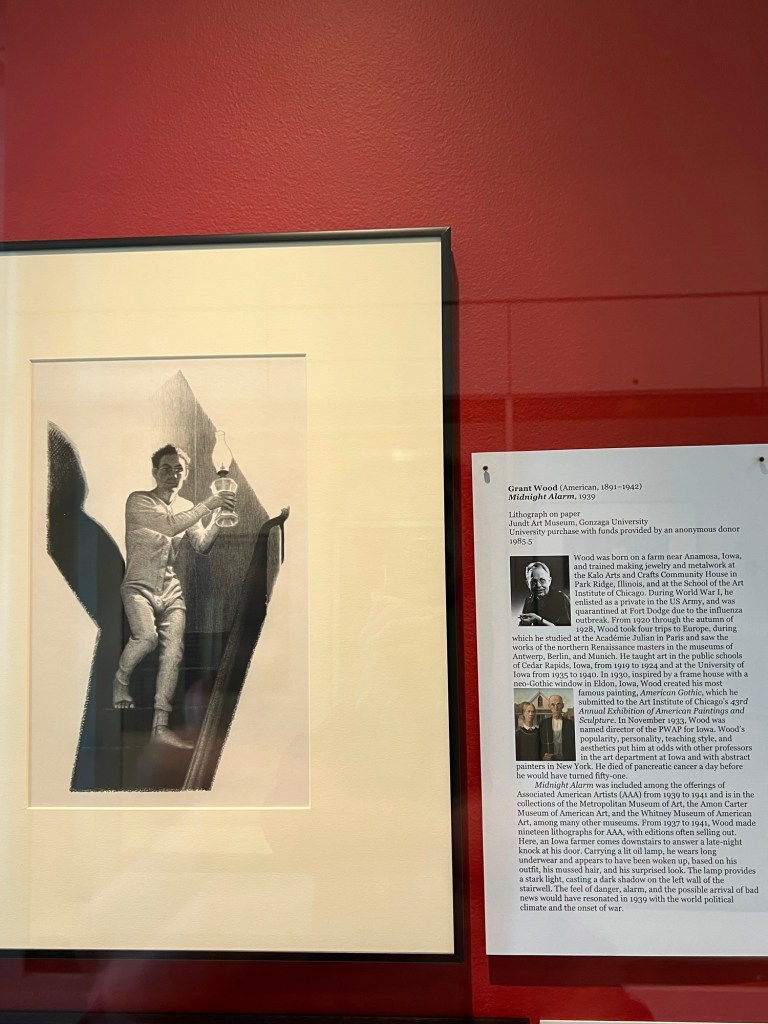 Grant Wood (American, 1891–1942)
Midnight Alarm, 1939
Lithograph on paper
Jundt Art Museum, Gonzaga University
University purchase with funds provided by an anonymous donor
1985.5
Wood was born on a farm near Anamosa, Iowa,
and trained making jewelry and metalwork at
the Kalo Arts and Crafts Community House in
Park Ridge, Illinois, and at the School of the Art
Institute of Chicago. During World War I, he
enlisted as a private in the US Army, and was
quarantined at Fort Dodge due to the influenza
outbreak. From 1920 through the autumn of
1928, Wood took four trips to Europe, during
which he studied at the Académie Julian in Paris and saw the
works of the northern Renaissance masters in the museums of
Antwerp, Berlin, and Munich. He taught art in the public schools
of Cedar Rapids, Iowa, from 1919 to 1924 and at the University of
Iowa from 1935 to 1940. In 1930, inspired by a frame house with a
neo-Gothic window in Eldon, Iowa, Wood created his most
famous painting, American Gothic, which he
submitted to the Art Institute of Chicago's 43rd
Annual Exhibition of American Paintings and
Sculpture. In November 1933, Wood was
named director of the PWAP for Iowa. Wood's
popularity, personality, teaching style, and
aesthetics put him at odds with other professors
in the art department at Iowa and with abstract
painters in New York. He died of pancreatic cancer a day before
he would have turned fifty-one.
Midnight Alarm was included among the offerings of
Associated American Artists (AAA) from 1939 to 1941 and is in the
collections of the Metropolitan Museum of Art, the Amon Carter
Museum of American Art, and the Whitney Museum of American
Art, among many other museums. From 1937 to 1941, Wood made
nineteen lithographs for AAA, with editions often selling out.
Here, an Iowa farmer comes downstairs to answer a late-night
knock at his door. Carrying a lit oil lamp, he wears long
underwear and appears to have been woken up, based on his
outfit, his mussed hair, and his surprised look. The lamp provides
a stark light, casting a dark shadow on the left wall of the
stairwell. The feel of danger, alarm, and the possible arrival of bad
news would have resonated in 1939 with the world political
climate and the onset of war.